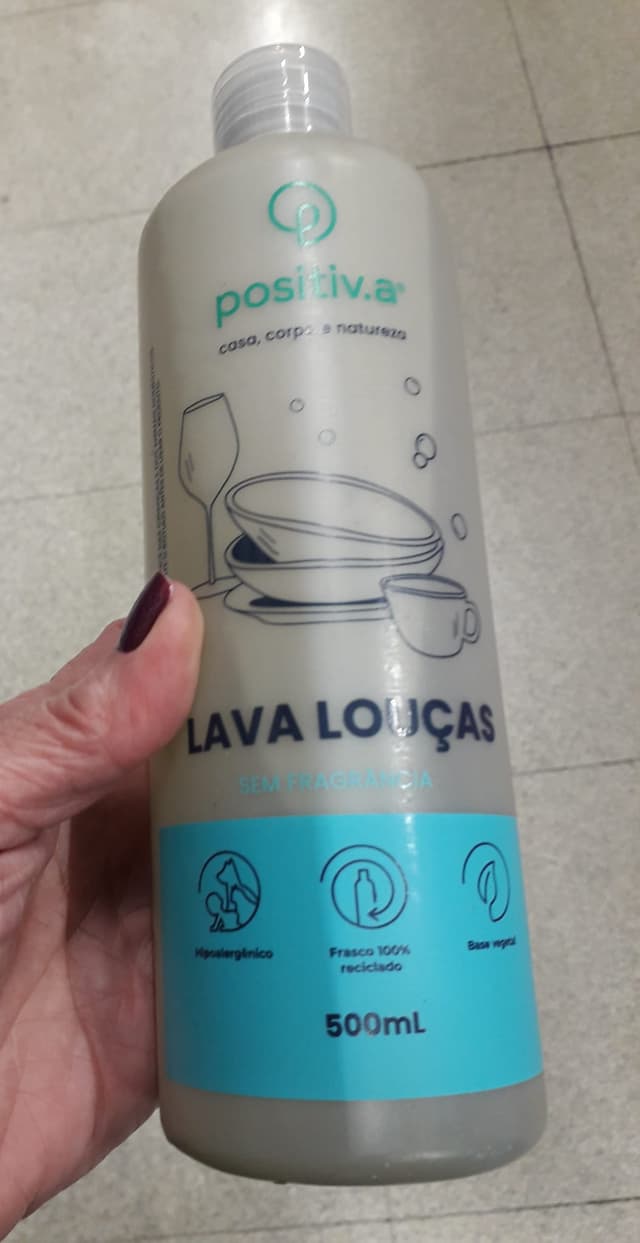 positiv.a®
casa, corpo e natureza
LAVA LOUÇAS
SEM FRAGRÂNCIA
Hipoalergênico
Frasco 100%
reciclado
Base vegetal
500mL